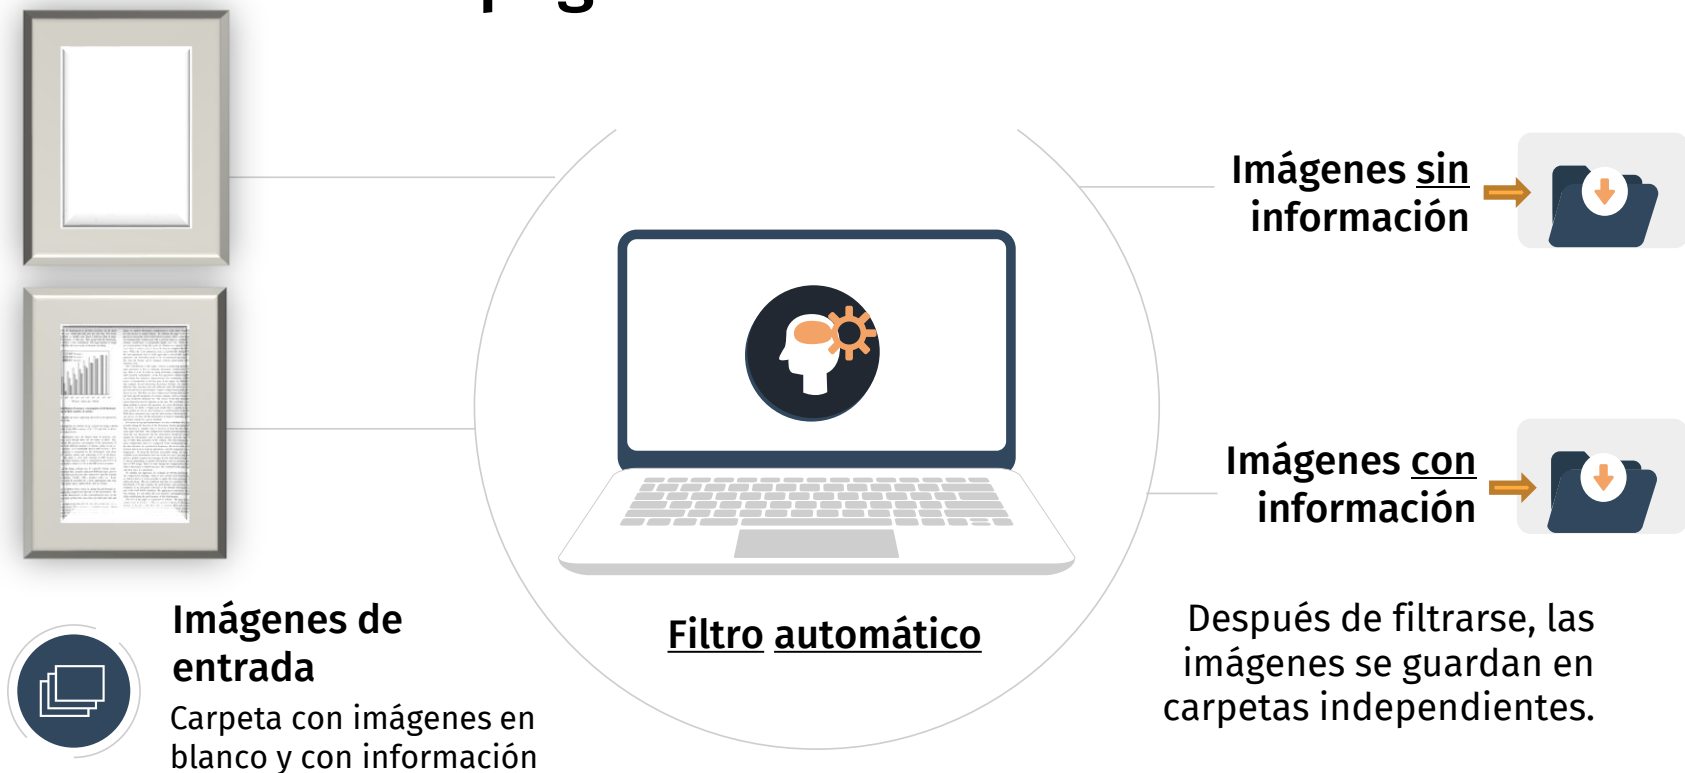 Imágenes sin
información
Imágenes con
información
Imágenes de
entrada
Carpeta con imágenes en
blanco y con información
Filtro automático
Después de filtrarse, las
imágenes se guardan en
carpetas independientes.